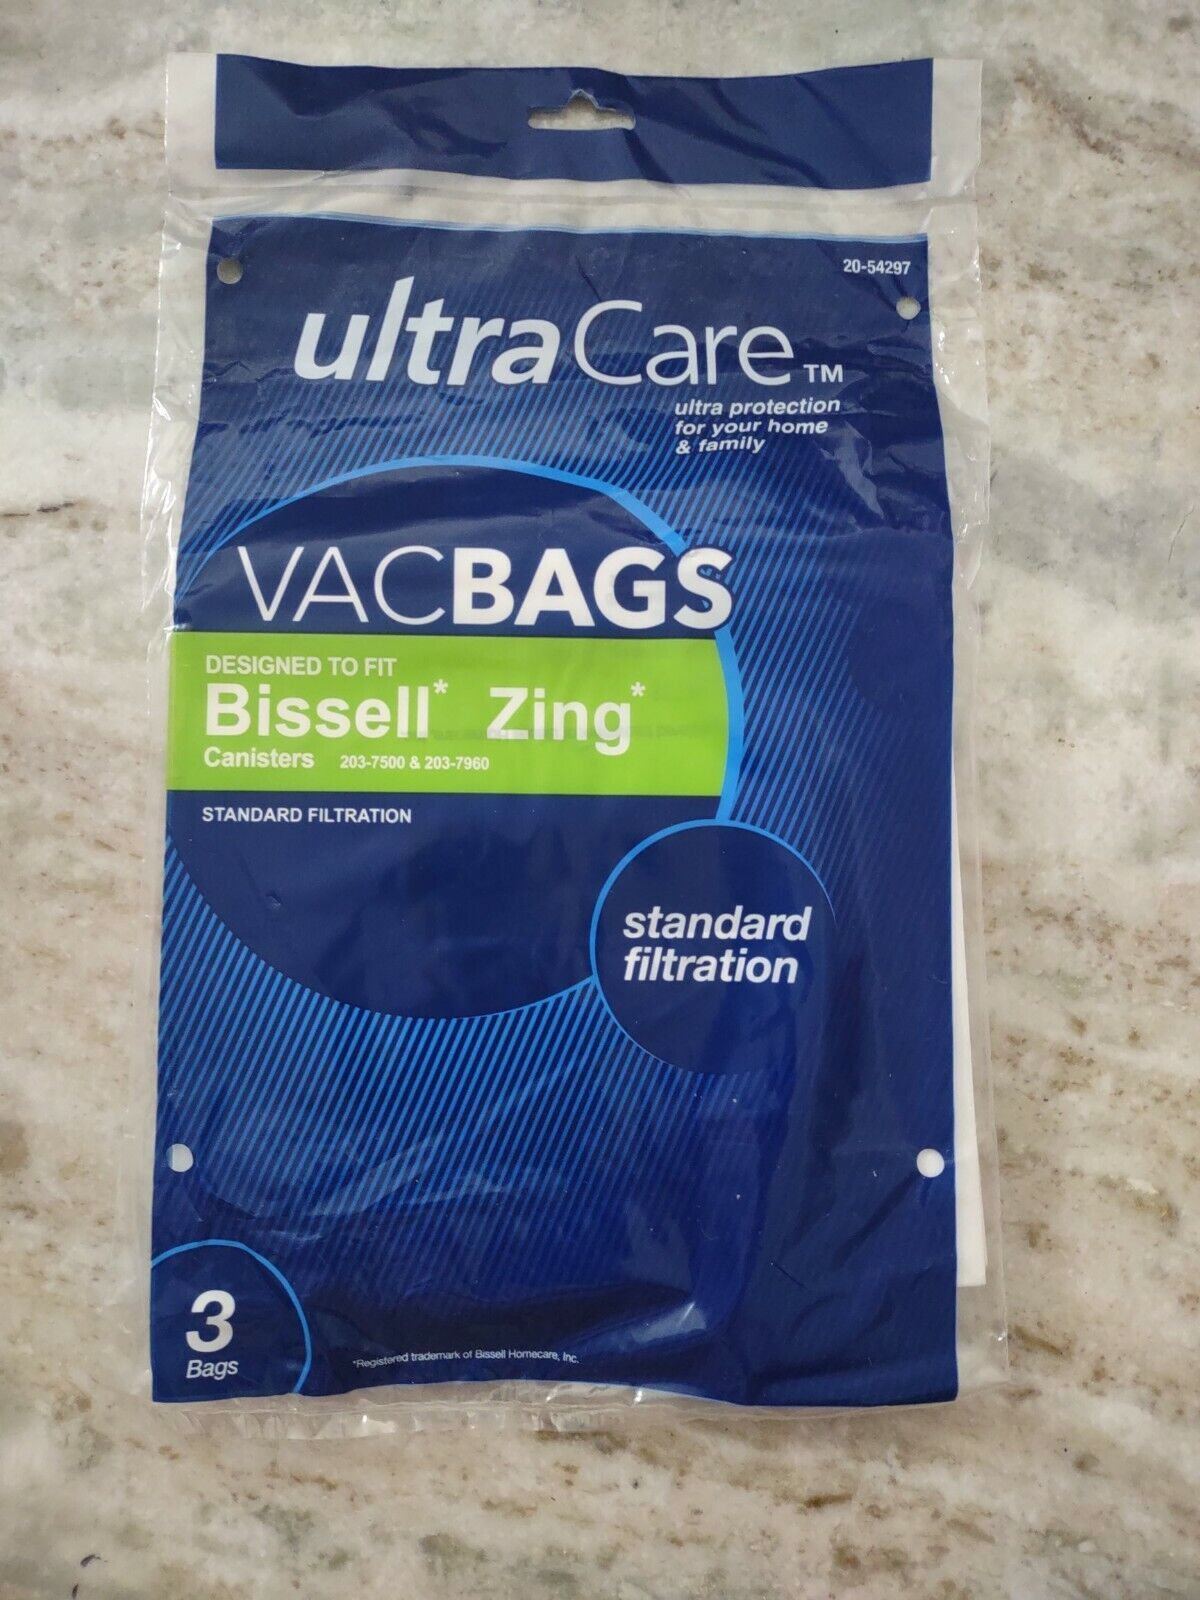 20-54297
ultraCare™
ultra protection
for your home
& family
VACBAGS
DESIGNED TO FIT
Bissell* Zing*
Canisters 203-7500 & 203-7960
STANDARD FILTRATION
standard
filtration
3
Bags
*Registered trademark of Bissell Homecare, Inc.